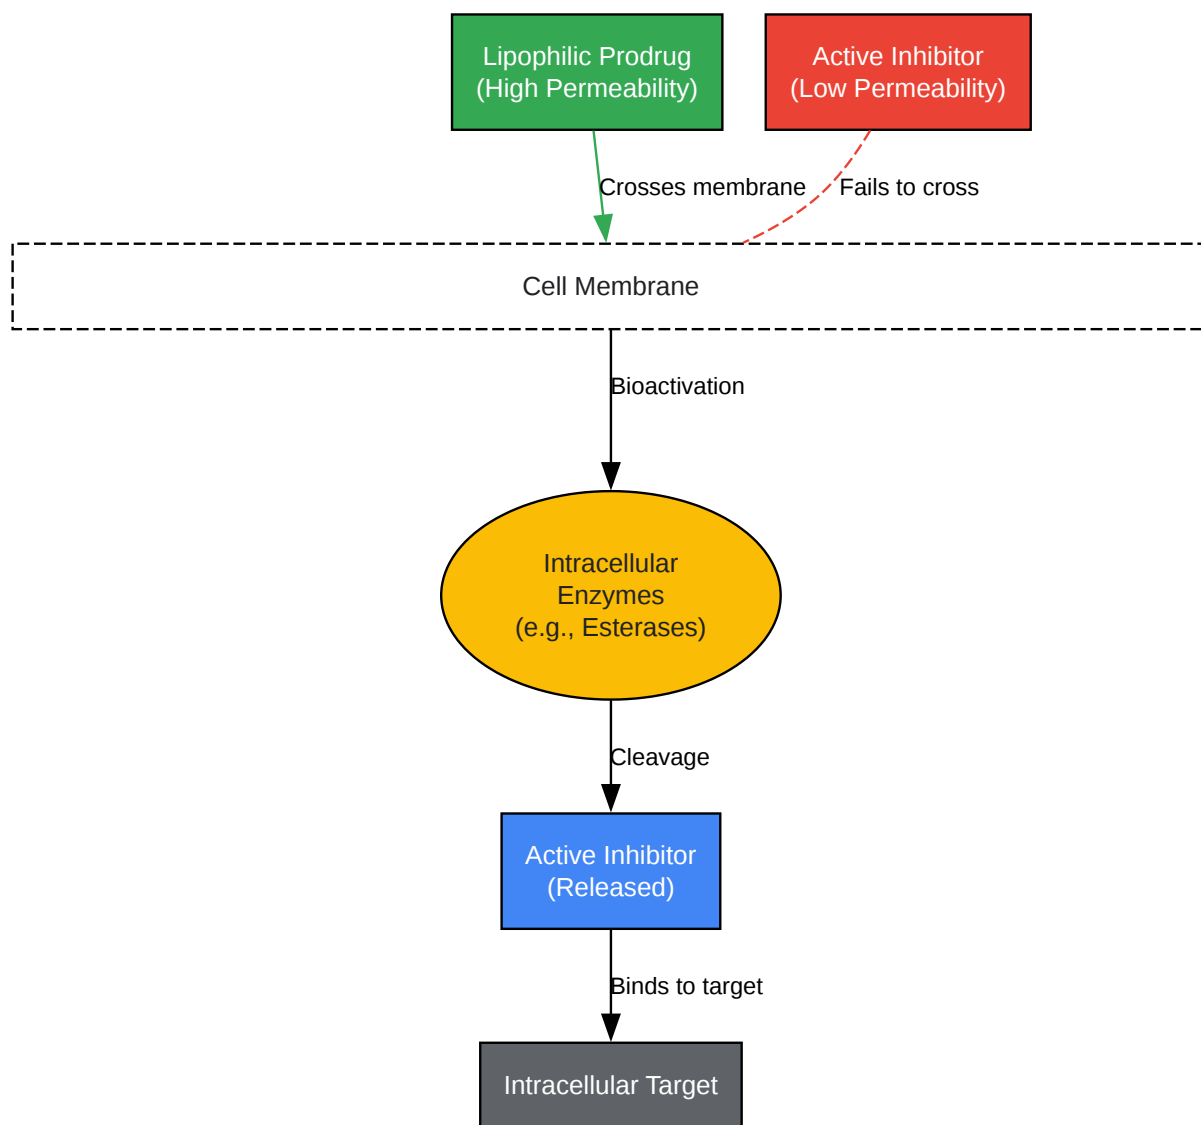 Lipophilic Prodrug
(High Permeability)
Active Inhibitor
(Low Permeability)
Crosses membrane
Fails to cross
Cell Membrane
Bioactivation
Intracellular
Enzymes
(e.g., Esterases)
Cleavage
Active Inhibitor
(Released)
Binds to target
Intracellular Target